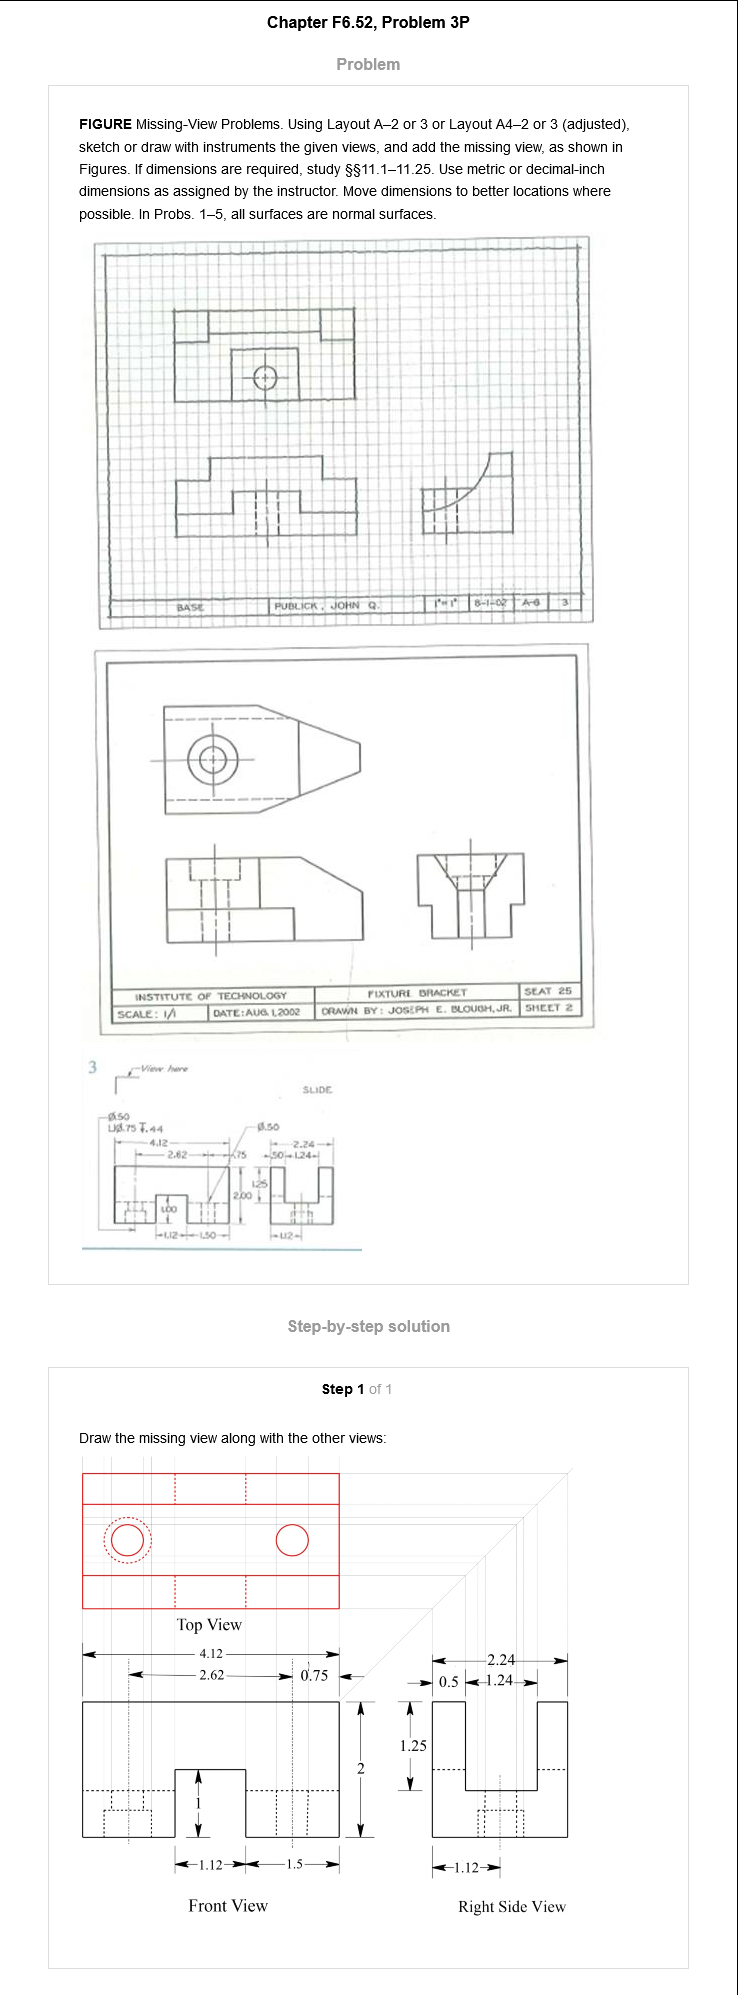 Chapter F6.52, Problem 3P
Problem
FIGURE Missing-View Problems. Using Layout A–2 or 3 or Layout A4–2 or 3 (adjusted),
sketch or draw with instruments the given views, and add the missing view, as shown in
Figures. If dimensions are required, study §§11.1–11.25. Use metric or decimal-inch
dimensions as assigned by the instructor. Move dimensions to better locations where
possible. In Probs. 1–5, all surfaces are normal surfaces.
BASE
PUBLICK, JOHN Q.
1"=1"
8-1-02
3
INSTITUTE OF TECHNOLOGY
FIXTURE BRACKET
SEAT 25
SCALE: 1/1
DATE: AUG. 1, 2002
DRAWN BY: JOSEPH E. BLOUGH, JR.
SHEET 2
3
View here
SLIDE
Ø.50
⌴Ø.75 ↧.44
Ø.50
4.12
2.24
2.62
.75
.50
1.24
1.25
2.00
1.00
1.12
1.50
1.12
Step-by-step solution
Step 1 of 1
Draw the missing view along with the other views:
Top View
4.12
2.24
2.62
0.75
0.5
1.24
1.25
2
1
1.12
1.5
1.12
Front View
Right Side View